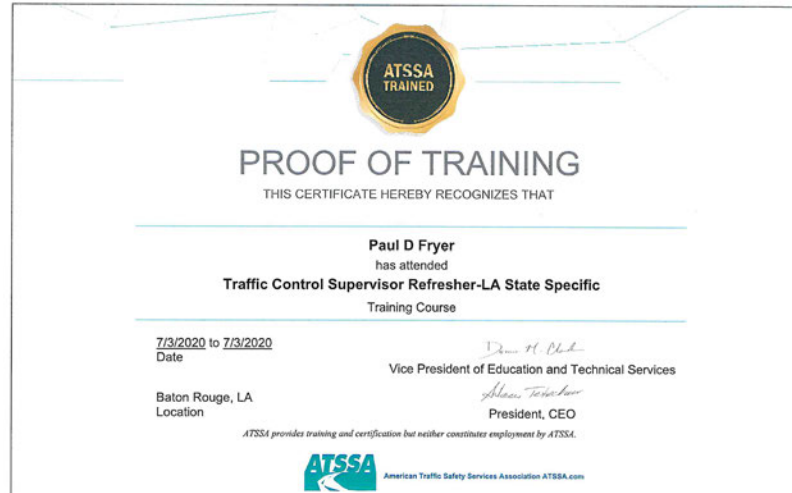 ATSSA
TRAINED
PROOF OF TRAINING
THIS CERTIFICATE HEREBY RECOGNIZES THAT
Paul D Fryer
has attended
Traffic Control Supervisor Refresher-LA State Specific
Training Course
7/3/2020 to 7/3/2020
Date
Vice President of Education and Technical Services
Baton Rouge, LA
Location
President, CEO
ATSSA provides training and certification but neither constitutes employment by ATSSA.
ATSSA
American Traffic Safety Services Association ATSSA.com